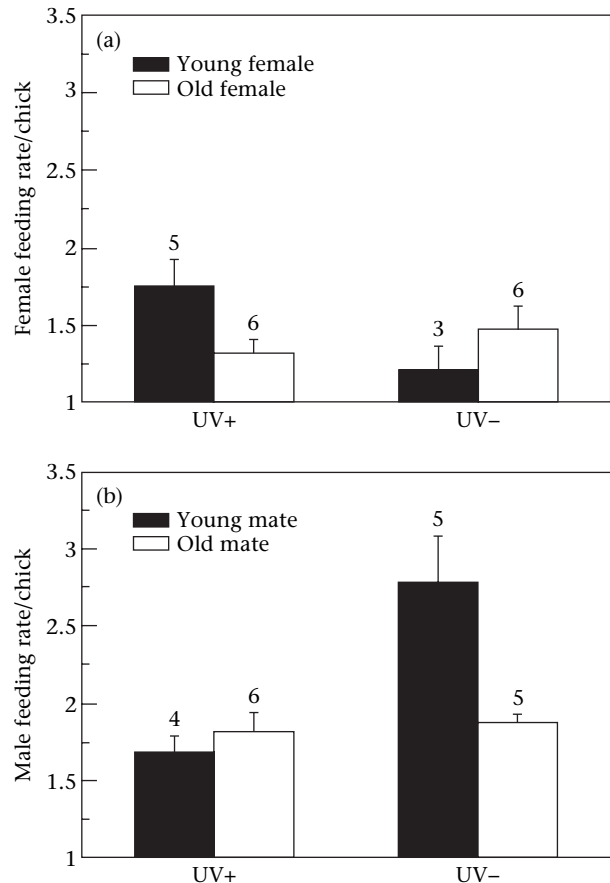 (a)
Young female
Old female
Female feeding rate/chick
3.5
3
2.5
2
1.5
1
5
6
3
6
UV+ UV−
(b)
Young mate
Old mate
Male feeding rate/chick
3.5
3
2.5
2
1.5
1
4
6
5
5
UV+ UV−